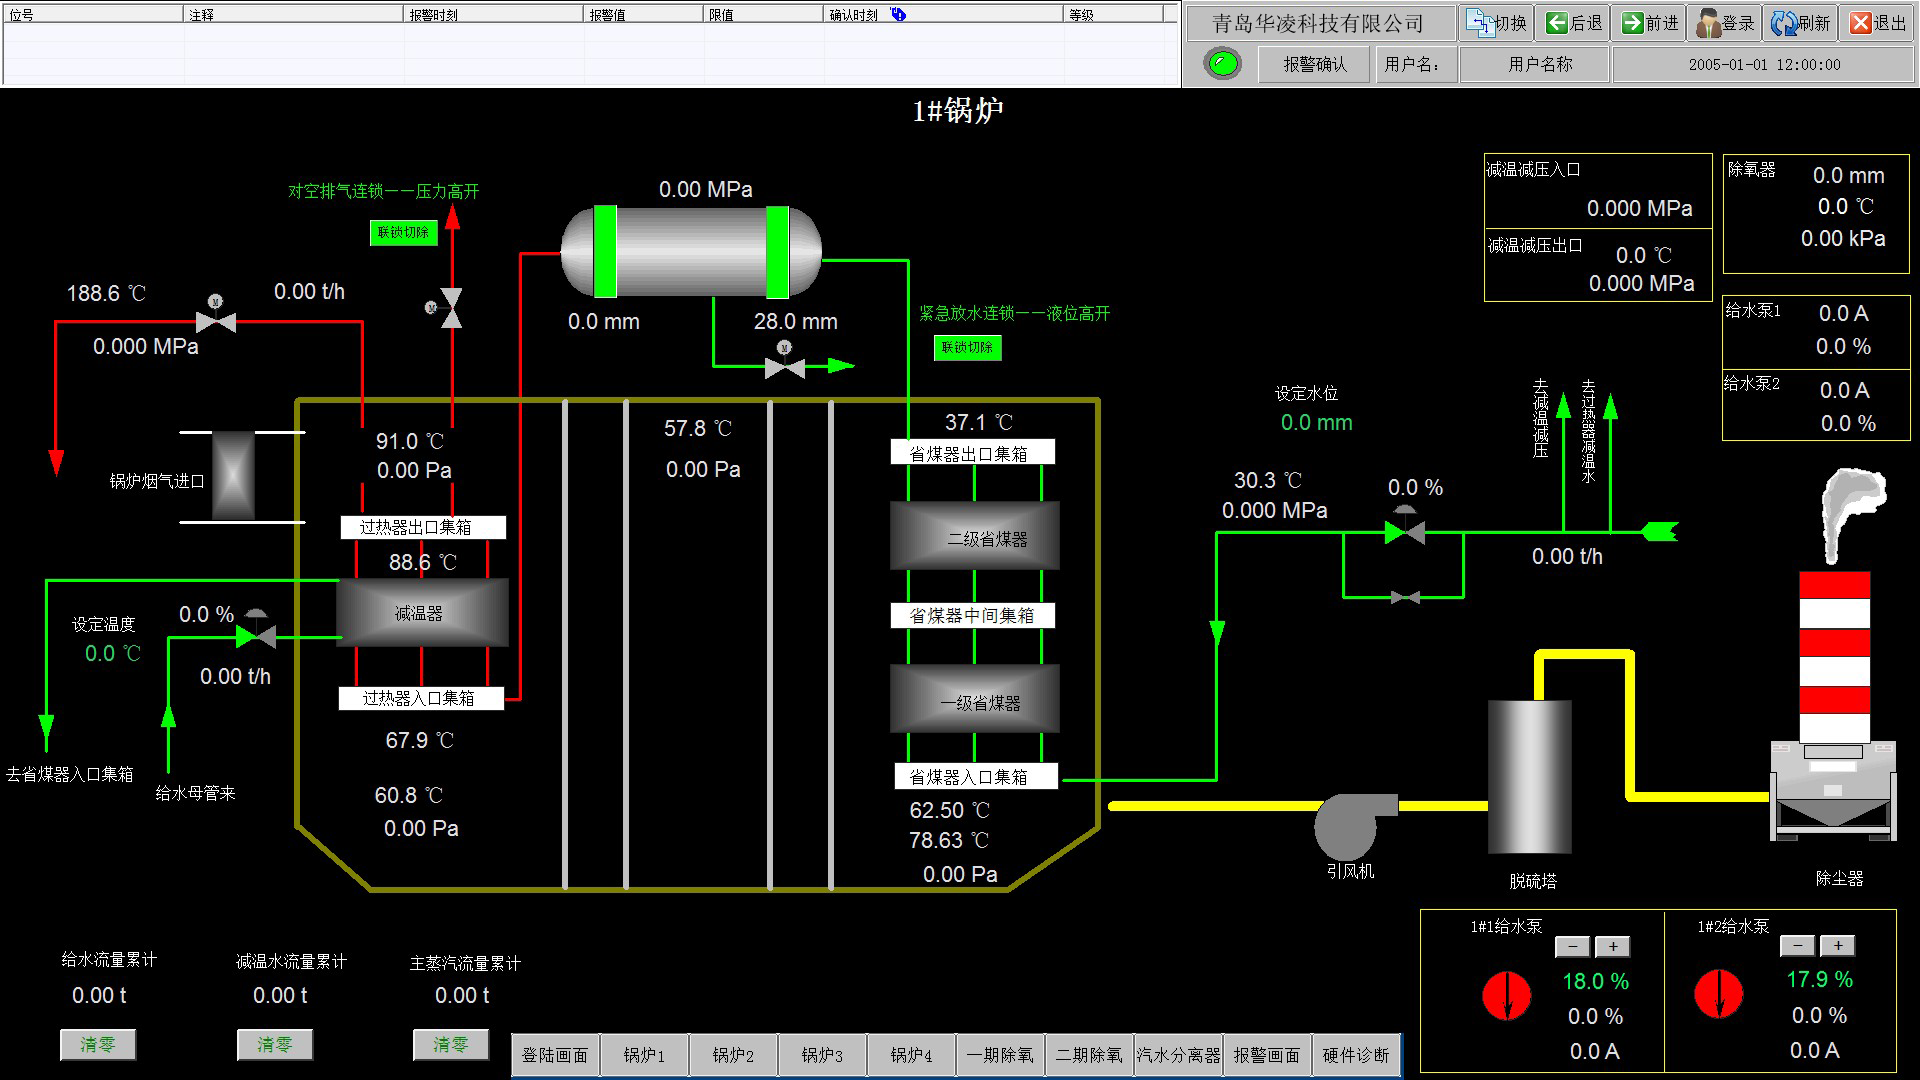 位号 注释 报警时刻 报警值 限值 确认时刻 等级
青岛华凌科技有限公司 切换 后退 前进 登录 刷新 退出
报警确认 用户名: 用户名称 2005-01-01 12:00:00
1#锅炉
对空排气连锁——压力高开
联锁切除
0.00 MPa
188.6 ℃
0.00 t/h
M
M
0.000 MPa
0.0 mm
28.0 mm
M
紧急放水连锁——液位高开
联锁切除
减温减压入口
0.000 MPa
减温减压出口
0.0 ℃
0.000 MPa
除氧器
0.0 mm
0.0 ℃
0.00 kPa
给水泵1
0.0 A
0.0 %
给水泵2
0.0 A
0.0 %
锅炉烟气进口
91.0 ℃
0.00 Pa
过热器出口集箱
88.6 ℃
减温器
过热器入口集箱
67.9 ℃
60.8 ℃
0.00 Pa
57.8 ℃
0.00 Pa
37.1 ℃
省煤器出口集箱
二级省煤器
省煤器中间集箱
一级省煤器
省煤器入口集箱
62.50 ℃
78.63 ℃
0.00 Pa
设定温度
0.0 ℃
0.0 %
0.00 t/h
去省煤器入口集箱
给水母管来
设定水位
0.0 mm
30.3 ℃
0.000 MPa
0.0 %
去减温减压
去过热器减温水
0.00 t/h
引风机
脱硫塔
除尘器
给水流量累计
0.00 t
清零
减温水流量累计
0.00 t
清零
主蒸汽流量累计
0.00 t
清零
1#1给水泵
− +
18.0 %
0.0 %
0.0 A
1#2给水泵
− +
17.9 %
0.0 %
0.0 A
登陆画面 锅炉1 锅炉2 锅炉3 锅炉4 一期除氧 二期除氧 汽水分离器 报警画面 硬件诊断